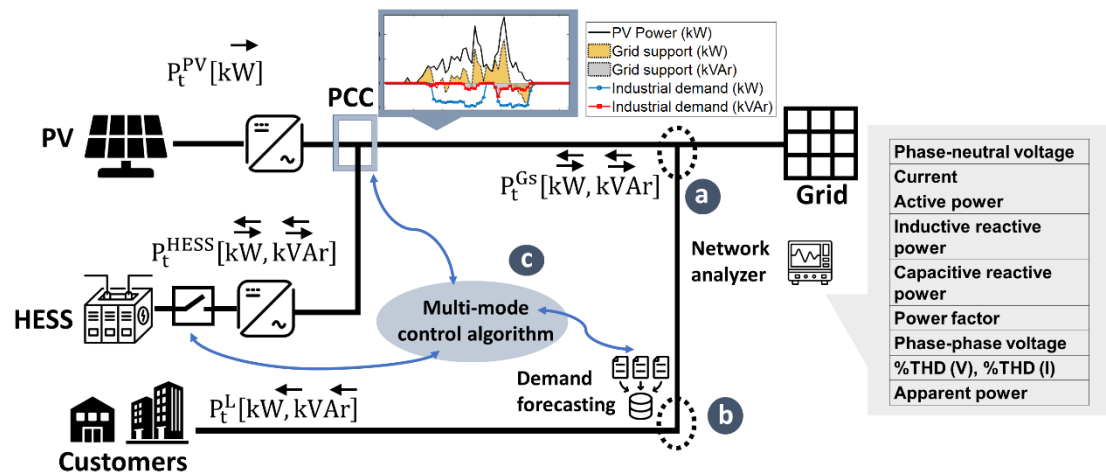 PV Power (kW)
Grid support (kW)
Grid support (kVAr)
Industrial demand (kW)
Industrial demand (kVAr)
P_t^PV[kW]
PCC
PV
P_t^Gs[kW, kVAr]
a
Grid
Network
analyzer
Phase-neutral voltage
Current
Active power
Inductive reactive
power
Capacitive reactive
power
Power factor
Phase-phase voltage
%THD (V), %THD (I)
Apparent power
P_t^HESS[kW, kVAr]
HESS
c
Multi-mode
control algorithm
Demand
forecasting
P_t^L[kW, kVAr]
b
Customers